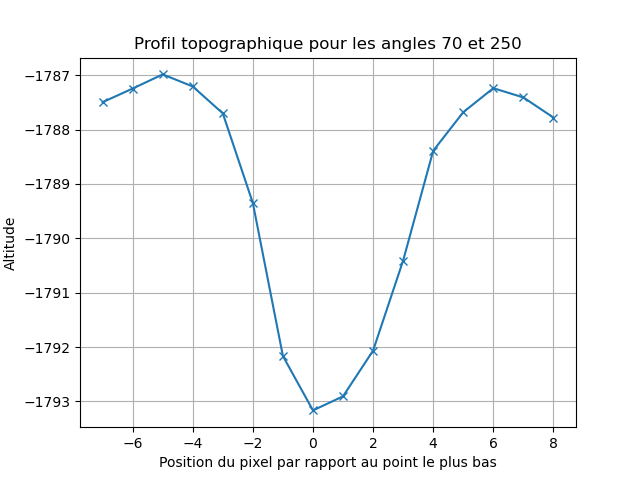 Profil topographique pour les angles 70 et 250
−1787
−1788
−1789
−1790
−1791
−1792
−1793
Altitude
−6 −4 −2 0 2 4 6 8
Position du pixel par rapport au point le plus bas